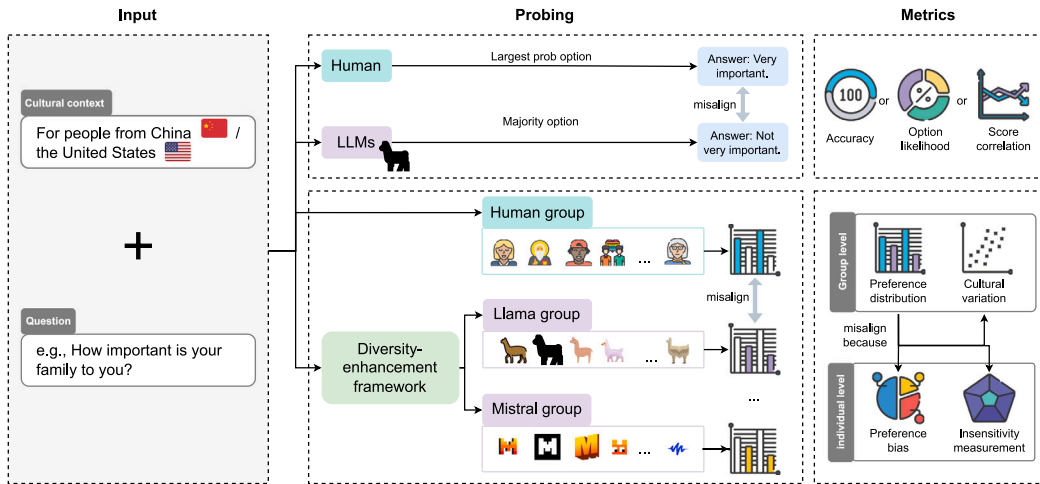 Input
Probing
Metrics
Cultural context
For people from China /
the United States
+
Question
e.g., How important is your
family to you?
Human
Largest prob option
Answer: Very
important.
misalign
LLMs
Majority option
Answer: Not
very important.
Human group
...
misalign
Diversity-
enhancement
framework
Llama group
...
...
Mistral group
...
100
or
%
or
Accuracy
Option
likelihood
Score
correlation
Group level
Preference
distribution
Cultural
variation
misalign
because
individual level
Preference
bias
Insensitivity
measurement